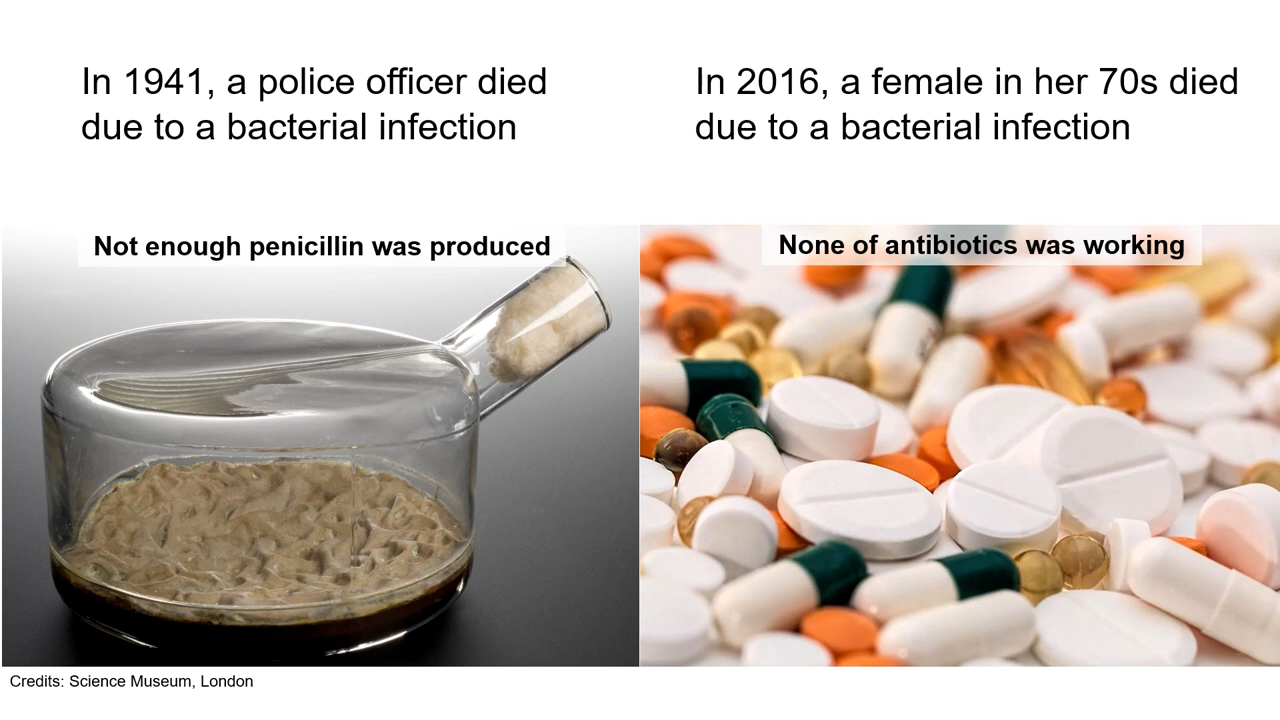 In 1941, a police officer died
due to a bacterial infection
Not enough penicillin was produced
Credits: Science Museum, London
In 2016, a female in her 70s died
due to a bacterial infection
None of antibiotics was working